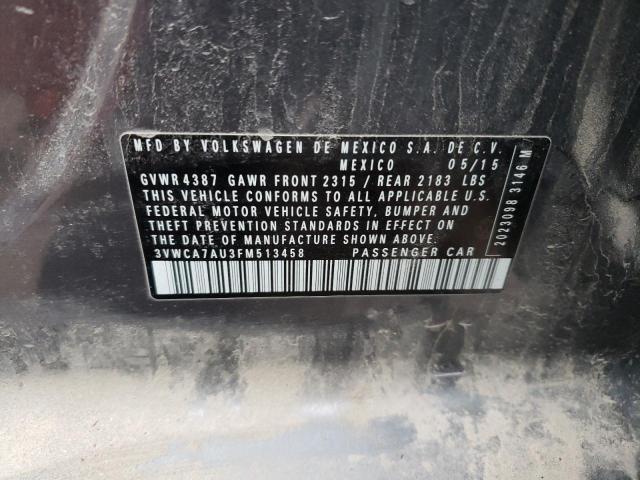 MFD BY VOLKSWAGEN DE MEXICO S.A. DE C.V.
MEXICO 05/15
GVWR 4387 GAWR FRONT 2315 / REAR 2183 LBS
THIS VEHICLE CONFORMS TO ALL APPLICABLE U.S.
FEDERAL MOTOR VEHICLE SAFETY, BUMPER AND
THEFT PREVENTION STANDARDS IN EFFECT ON
THE DATE OF MANUFACTURE SHOWN ABOVE
3VWCA7AU3FM513458 PASSENGER CAR
2023098 3146 M